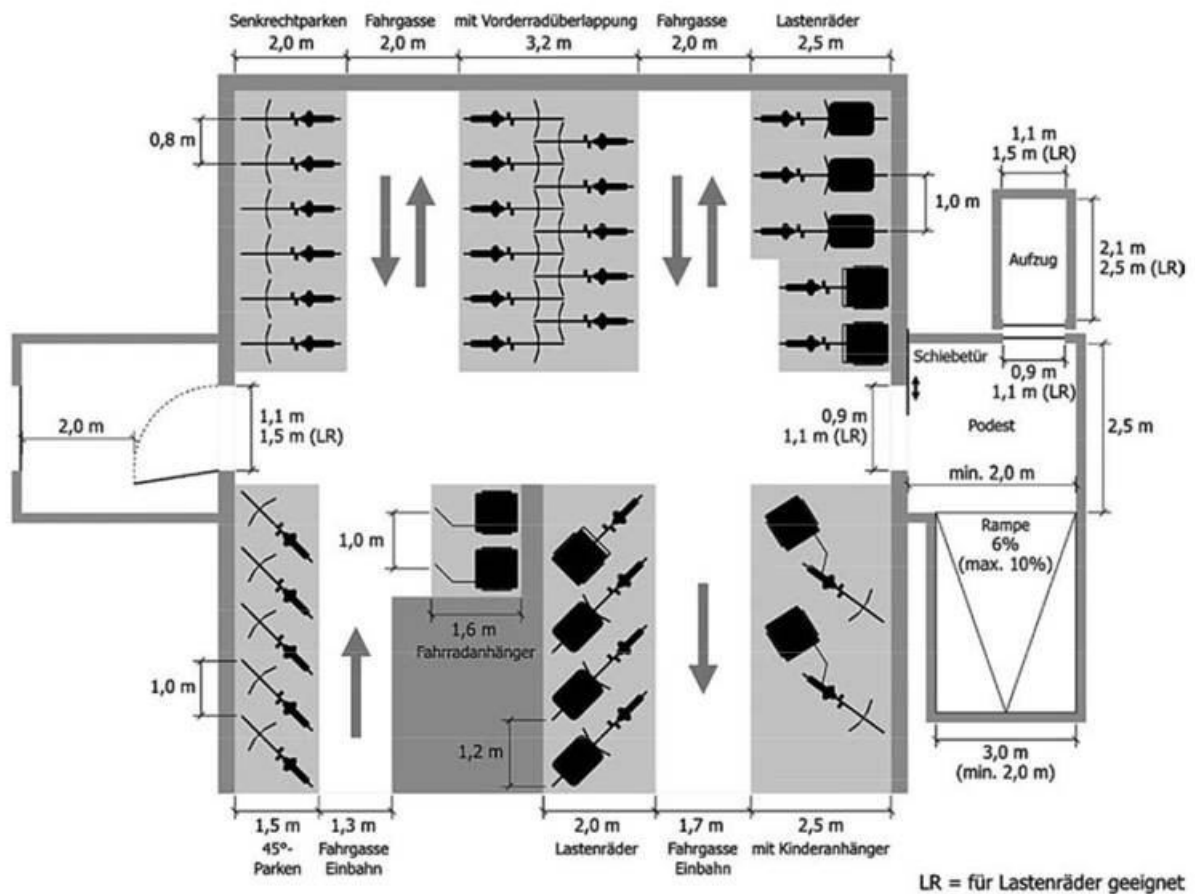 Senkrechtparken
2,0 m
Fahrgasse
2,0 m
mit Vorderradüberlappung
3,2 m
Fahrgasse
2,0 m
Lastenräder
2,5 m
0,8 m
1,0 m
1,1 m
1,5 m (LR)
Aufzug
2,1 m
2,5 m (LR)
Schiebetür
0,9 m
1,1 m (LR)
2,0 m
1,1 m
1,5 m (LR)
0,9 m
1,1 m (LR)
Podest
2,5 m
min. 2,0 m
1,0 m
Rampe
6%
(max. 10%)
1,6 m
Fahrradanhänger
1,0 m
1,2 m
3,0 m
(min. 2,0 m)
1,5 m
45°-
Parken
1,3 m
Fahrgasse
Einbahn
2,0 m
Lastenräder
1,7 m
Fahrgasse
Einbahn
2,5 m
mit Kinderanhänger
LR = für Lastenräder geeignet